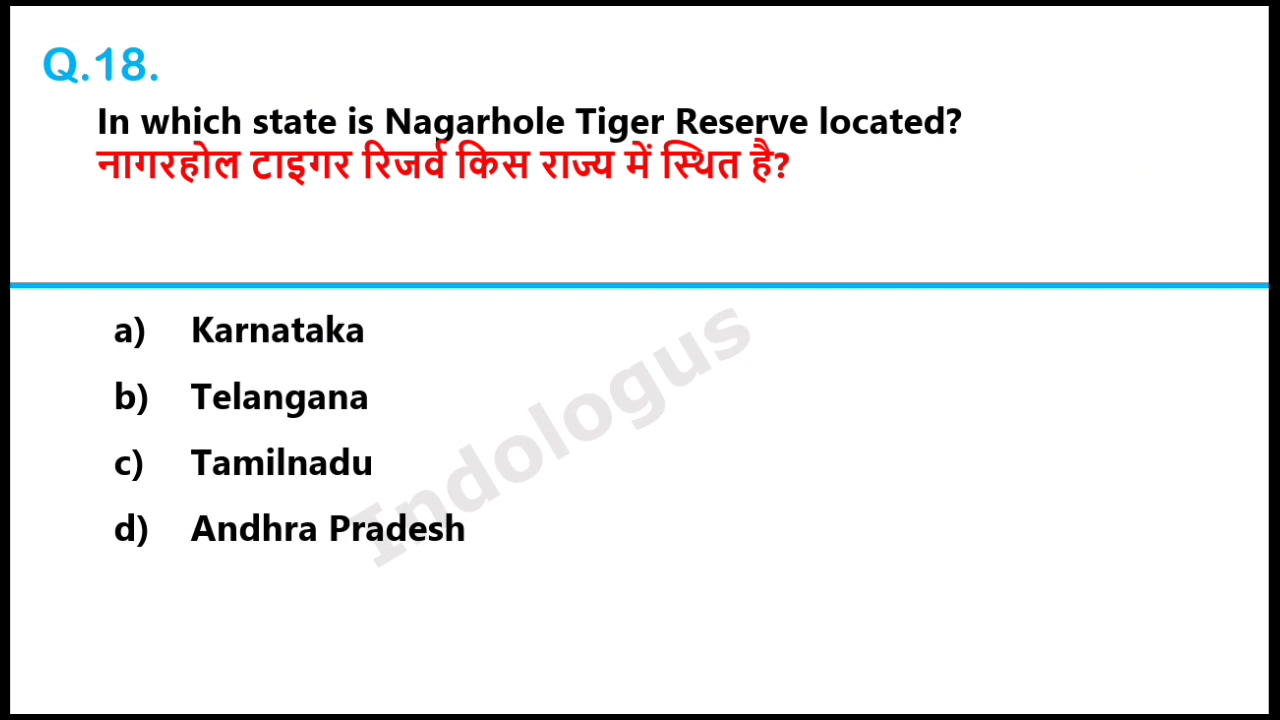 Q.18.
In which state is Nagarhole Tiger Reserve located?
नागरहोल टाइगर रिजर्व किस राज्य में स्थित है?
a) Karnataka
b) Telangana
c) Tamilnadu
d) Andhra Pradesh
Indologus